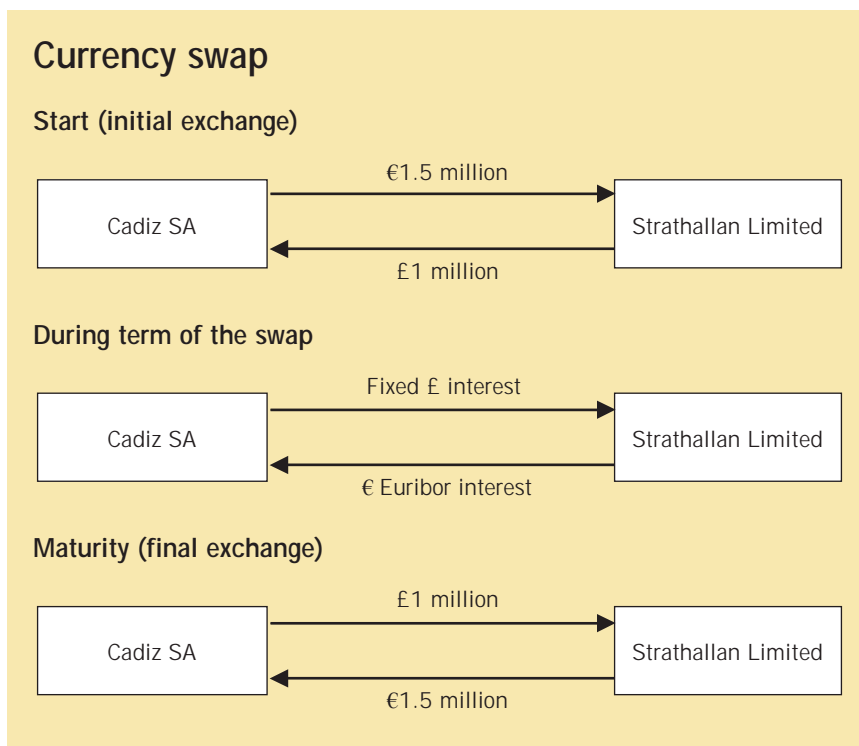 Currency swap
Start (initial exchange)
€1.5 million
Cadiz SA
Strathallan Limited
£1 million
During term of the swap
Fixed £ interest
Cadiz SA
Strathallan Limited
€ Euribor interest
Maturity (final exchange)
£1 million
Cadiz SA
Strathallan Limited
€1.5 million